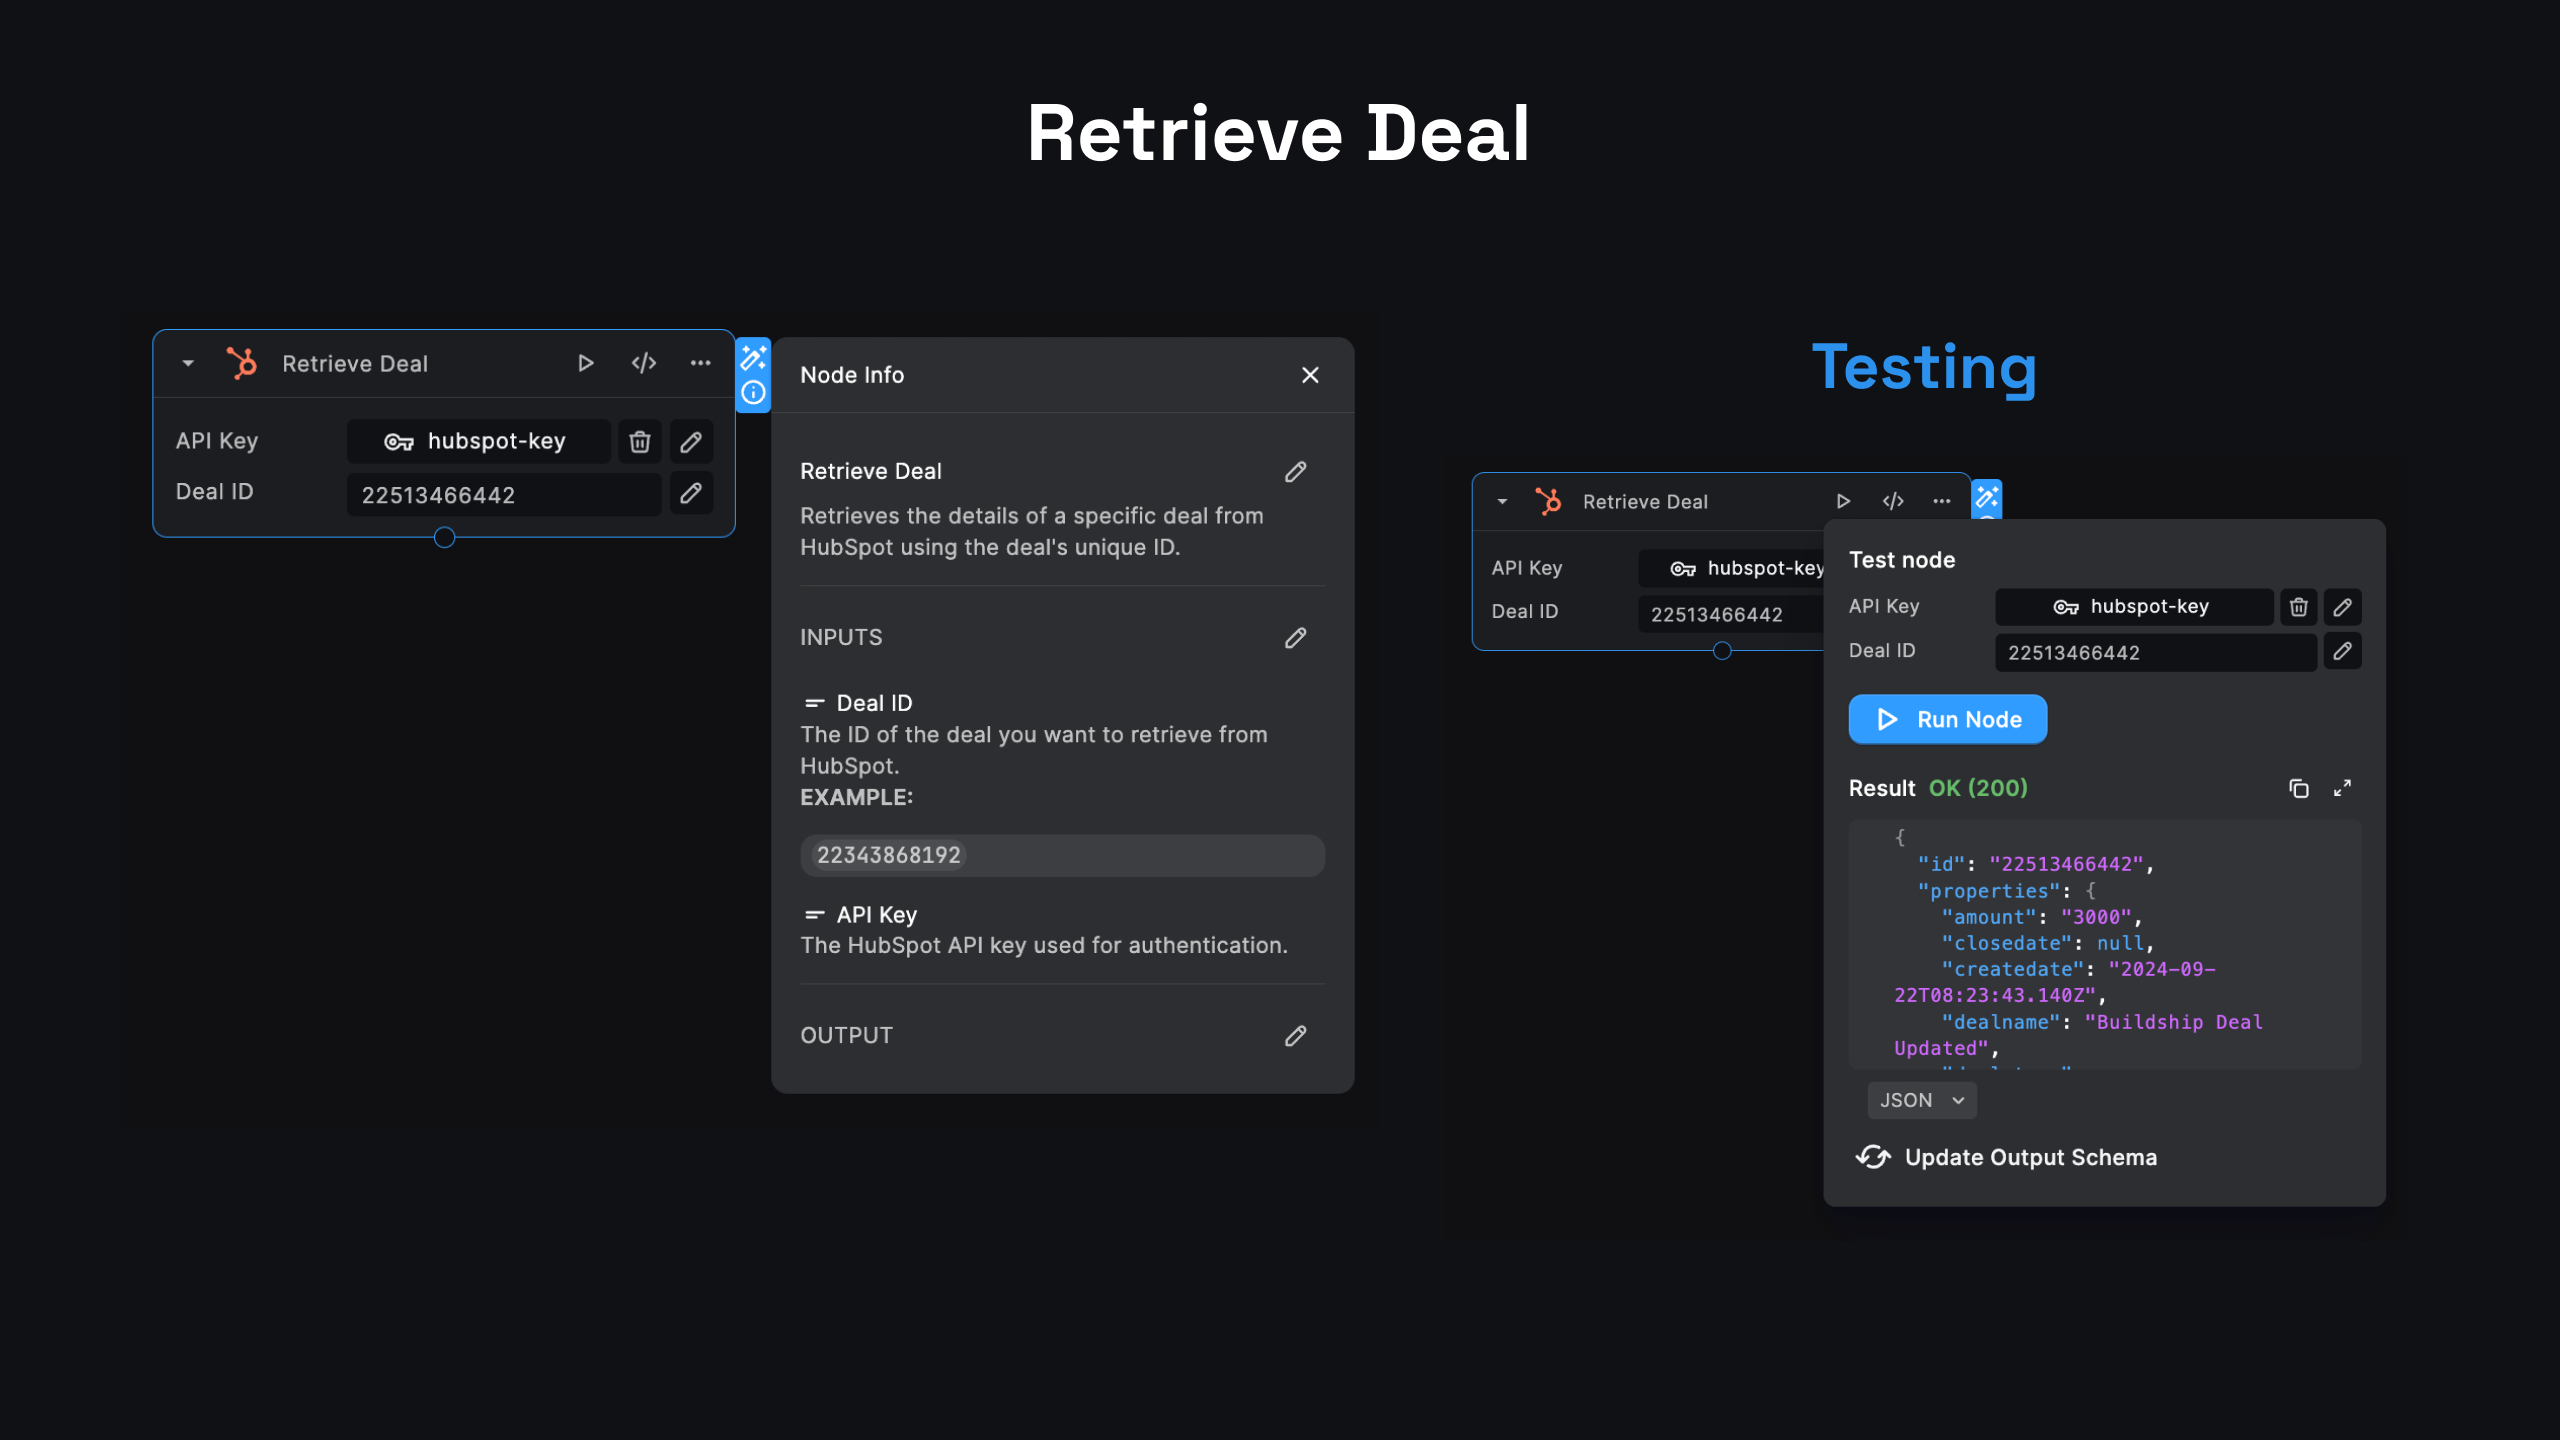 Retrieve Deal
Retrieve Deal
API Key
hubspot-key
Deal ID
22513466442
Node Info
Retrieve Deal
Retrieves the details of a specific deal from
HubSpot using the deal's unique ID.
INPUTS
Deal ID
The ID of the deal you want to retrieve from
HubSpot.
EXAMPLE:
22343868192
API Key
The HubSpot API key used for authentication.
OUTPUT
Testing
Retrieve Deal
API Key
hubspot-key
Deal ID
22513466442
Test node
API Key
hubspot-key
Deal ID
22513466442
Run Node
Result OK (200)
{
"id": "22513466442",
"properties": {
"amount": "3000",
"closedate": null,
"createdate": "2024-09-
22T08:23:43.140Z",
"dealname": "Buildship Deal
Updated",
JSON
Update Output Schema